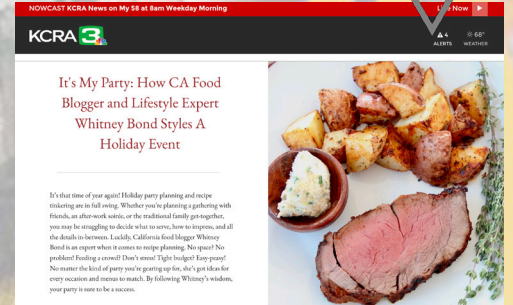 NOWCAST KCRA News on My 58 at 8am Weekday Morning
Now
KCRA 3
4
68°
ALERTS
WEATHER
It's My Party: How CA Food
Blogger and Lifestyle Expert
Whitney Bond Styles A
Holiday Event
It's that time of year again! Holiday party planning and recipe
tinkering are in full swing. Whether you're planning a gathering with
friends, an after-work soirée, or the traditional family get-together,
you may be struggling to decide what to serve, how to impress, and all
the details in-between. Luckily, California food blogger Whitney
Bond is an expert when it comes to recipe planning. No space? No
problem! Feeding a crowd? Don't stress! Tight budget? Easy-peasy!
No matter the kind of party you're gearing up for, she's got ideas for
every occasion and menus to match. By following Whitney's wisdom,
your party is sure to be a success.